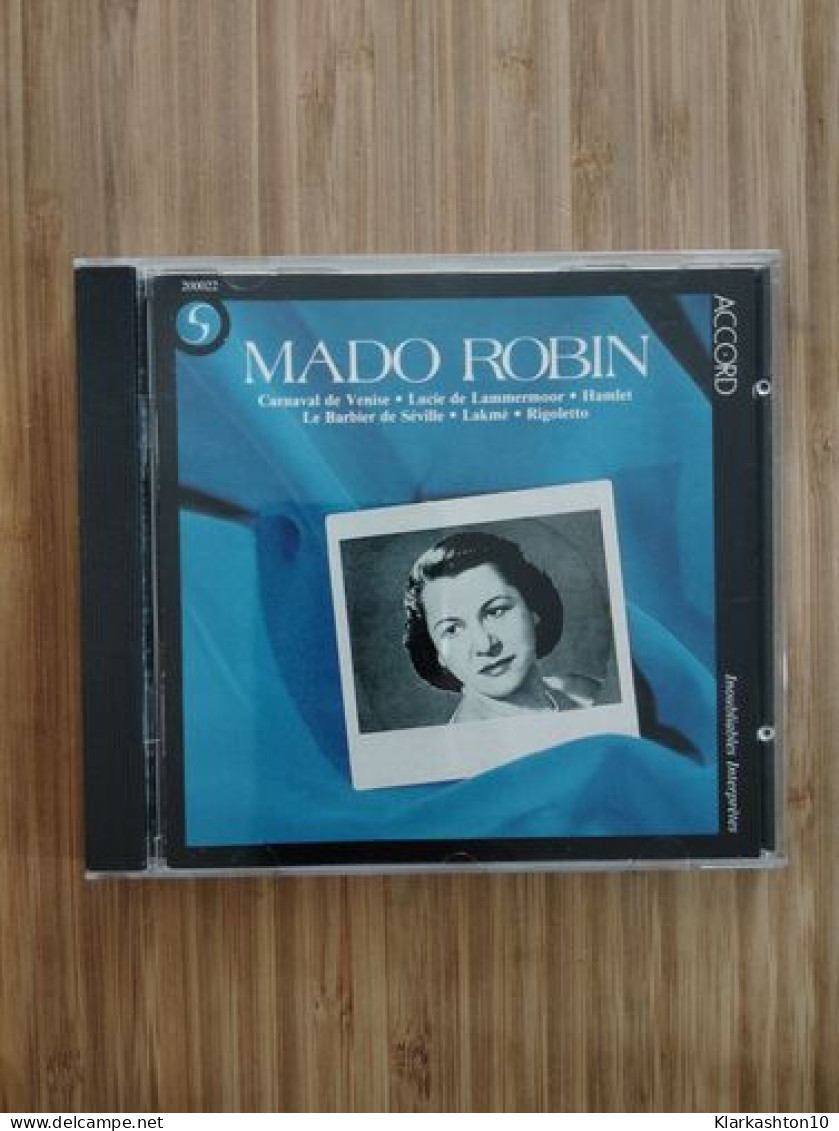 200022
MADO ROBIN
Carnaval de Venise • Lucie de Lammermoor • Hamlet
Le Barbier de Séville • Lakmé • Rigoletto
ACCORD
Inoubliables Interprètes
www.delcampe.net
Klarkashton10